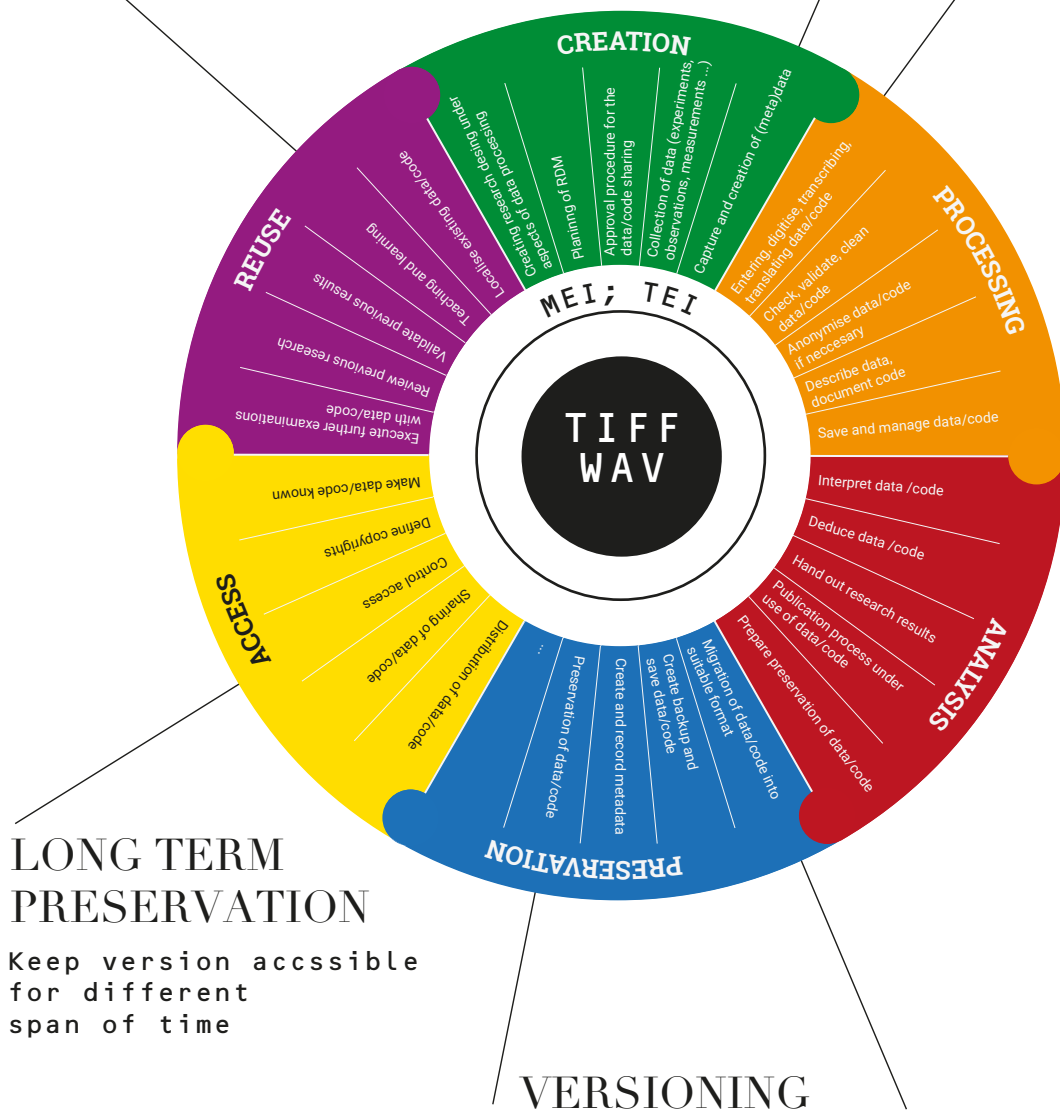 CREATION
Creating research desing under
aspects of data processing
Planing of RDM
Approval procedure for the
data/code sharing
Collection of data (experiments,
observations, measurements ...)
Capture and creation of (meta)data
PROCESSING
Entering, digitise, transcribing,
translating data/code
Check, validate, clean
data/code
Anonymise data/code
if neccesary
Describe data,
document code
Save and manage data/code
ANALYSIS
Interpret data /code
Deduce data /code
Hand out research results
Publication process under
use of data/code
Prepare preservation of data/code
PRESERVATION
Migration of data/code into
suitable format
Create backup and
save data/code
Create and record metadata
Preservation of data/code
...
ACCESS
Distribution of data/code
Sharing of data/code
Control access
Define copyrights
Make data/code known
REUSE
Execute further examinations
with data/code
Review previous research
Validate previous results
Teaching and learning
Localise existing data/code
MEI; TEI
TIFF
WAV
LONG TERM
PRESERVATION
Keep version accssible
for different
span of time
VERSIONING